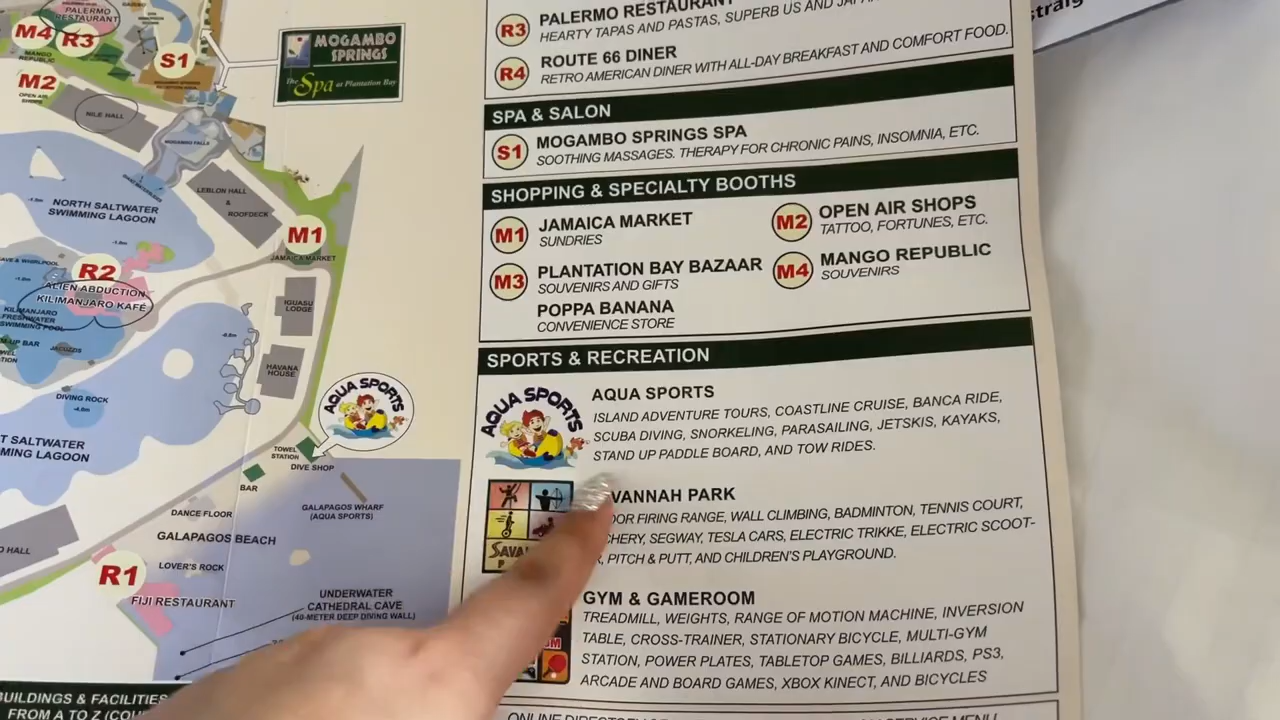 PALERMO
RESTAURANT
M4
R3
MANGO
REPUBLIC
S1
M2
OPEN AIR
SHOPS
NILE HALL
MOGAMBO FALLS
MOGAMBO
SPRINGS
The Spa at Plantation Bay
LEBLON HALL
&
ROOFDECK
NORTH SALTWATER
SWIMMING LAGOON
M1
JAMAICA MARKET
R2
ALIEN ABDUCTION
KILIMANJARO KAFÉ
KILIMANJARO
FRESHWATER
SWIMMING POOL
JACUZZIS
IGUASU
LODGE
HAVANA
HOUSE
DIVING ROCK
AQUA SPORTS
TOWEL
STATION
DIVE SHOP
BAR
GALAPAGOS WHARF
(AQUA SPORTS)
DANCE FLOOR
GALAPAGOS BEACH
LOVER'S ROCK
R1
FIJI RESTAURANT
UNDERWATER
CATHEDRAL CAVE
(40-METER DEEP DIVING WALL)
BUILDINGS & FACILITIES
FROM A TO Z
R3 PALERMO RESTAURANT
HEARTY TAPAS AND PASTAS, SUPERB US AND
R4 ROUTE 66 DINER
RETRO AMERICAN DINER WITH ALL-DAY BREAKFAST AND COMFORT FOOD.
SPA & SALON
S1 MOGAMBO SPRINGS SPA
SOOTHING MASSAGES. THERAPY FOR CHRONIC PAINS, INSOMNIA, ETC.
SHOPPING & SPECIALTY BOOTHS
M1 JAMAICA MARKET
SUNDRIES
M2 OPEN AIR SHOPS
TATTOO, FORTUNES, ETC.
M3 PLANTATION BAY BAZAAR
SOUVENIRS AND GIFTS
M4 MANGO REPUBLIC
SOUVENIRS
POPPA BANANA
CONVENIENCE STORE
SPORTS & RECREATION
AQUA SPORTS
AQUA SPORTS
ISLAND ADVENTURE TOURS, COASTLINE CRUISE, BANCA RIDE,
SCUBA DIVING, SNORKELING, PARASAILING, JETSKIS, KAYAKS,
STAND UP PADDLE BOARD, AND TOW RIDES.
VANNAH PARK
OOR FIRING RANGE, WALL CLIMBING, BADMINTON, TENNIS COURT,
CHERY, SEGWAY, TESLA CARS, ELECTRIC TRIKKE, ELECTRIC SCOOT-
R, PITCH & PUTT, AND CHILDREN'S PLAYGROUND.
GYM & GAMEROOM
TREADMILL, WEIGHTS, RANGE OF MOTION MACHINE, INVERSION
TABLE, CROSS-TRAINER, STATIONARY BICYCLE, MULTI-GYM
STATION, POWER PLATES, TABLETOP GAMES, BILLIARDS, PS3,
ARCADE AND BOARD GAMES, XBOX KINECT, AND BICYCLES